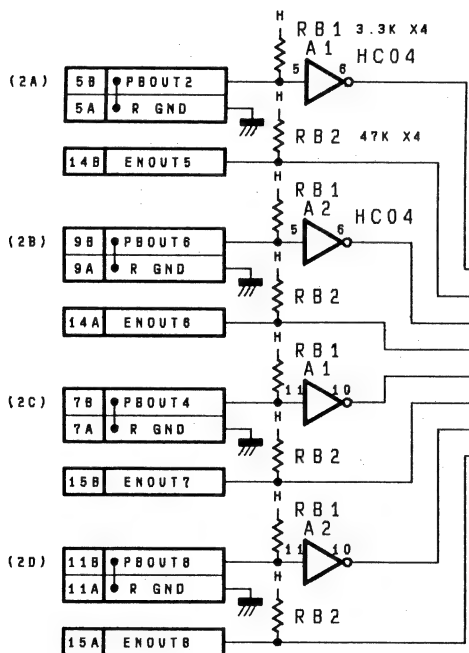 H
RB1 3.3K X4
A1
HC04
(2A) 5B PBOUT2 5 6
5A R GND
H
RB2 47K X4
14B ENOUT5
H
RB1
A2
HC04
(2B) 9B PBOUT6 5 6
9A R GND
H
RB2
14A ENOUT6
H
RB1
A1
(2C) 7B PBOUT4 11 10
7A R GND
H
RB2
15B ENOUT7
H
RB1
A2
(2D) 11B PBOUT8 11 10
11A R GND
H
RB2
15A ENOUT8